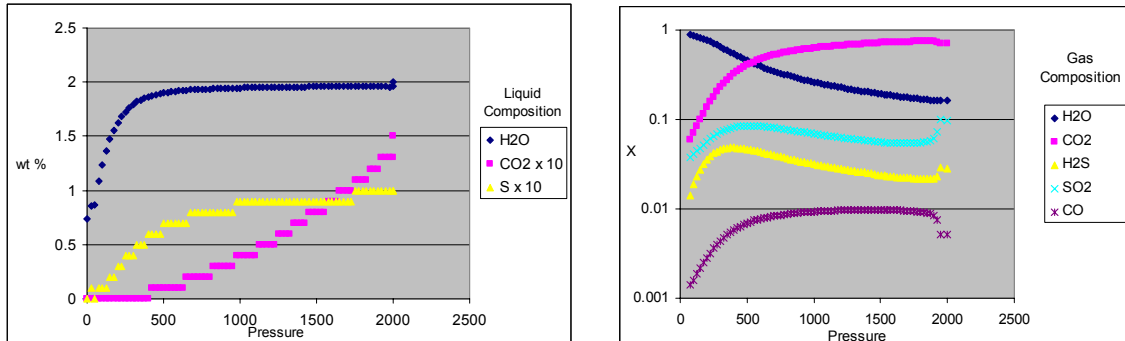 2.5
2
1.5
1
0.5
0
wt %
0 500 1000 1500 2000 2500
Pressure
Liquid
Composition
H2O
CO2 x 10
S x 10
1
0.1
0.01
0.001
X
0 500 1000 1500 2000 2500
Pressure
Gas
Composition
H2O
CO2
H2S
SO2
CO